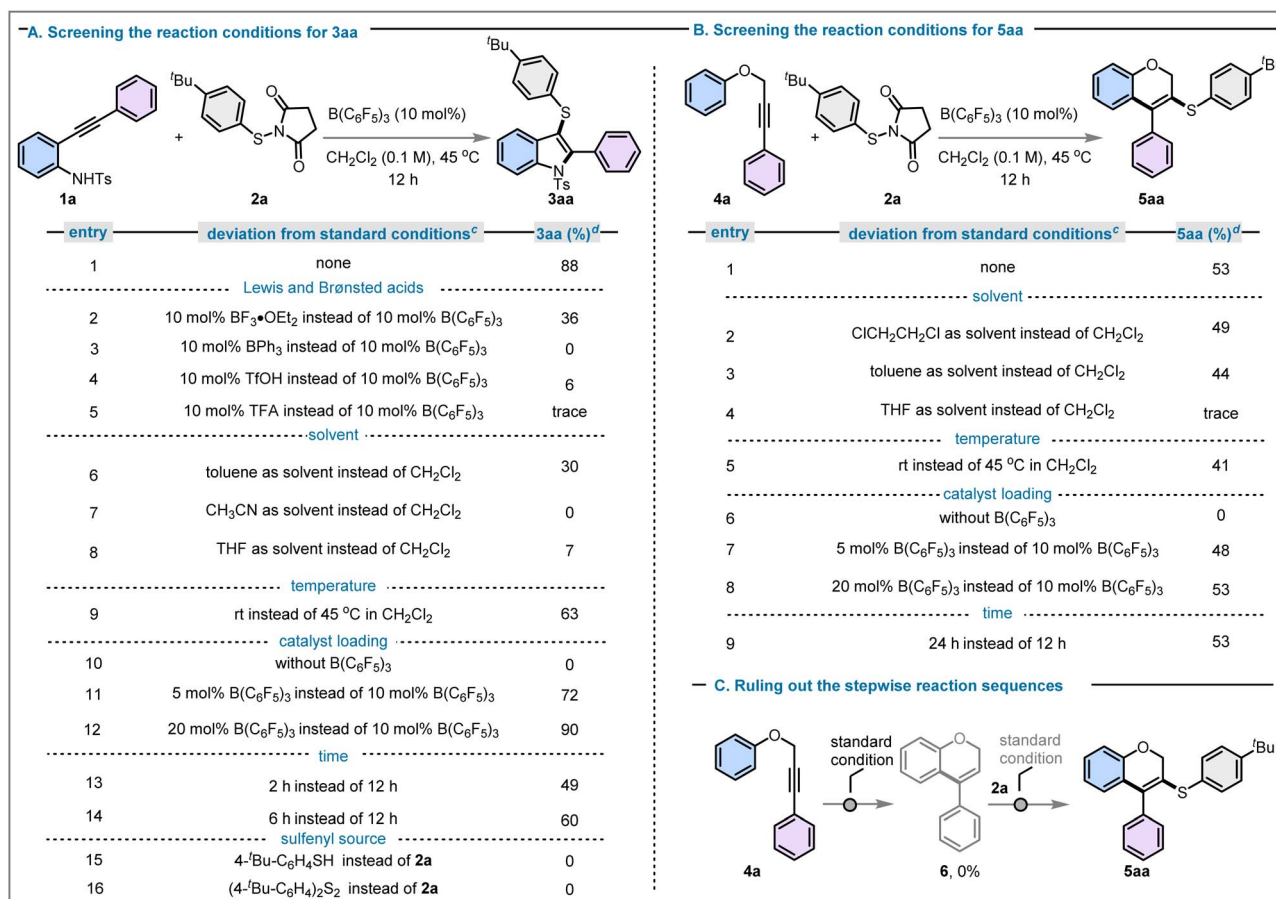 A. Screening the reaction conditions for 3aa
tBu
S
N
O
O
NHTs
1a
+
2a
B(C6F5)3 (10 mol%)
CH2Cl2 (0.1 M), 45 oC
12 h
tBu
S
N
Ts
3aa
entry deviation from standard conditionsc 3aa (%)d
1 none 88
Lewis and Brønsted acids
2 10 mol% BF3•OEt2 instead of 10 mol% B(C6F5)3 36
3 10 mol% BPh3 instead of 10 mol% B(C6F5)3 0
4 10 mol% TfOH instead of 10 mol% B(C6F5)3 6
5 10 mol% TFA instead of 10 mol% B(C6F5)3 trace
solvent
6 toluene as solvent instead of CH2Cl2 30
7 CH3CN as solvent instead of CH2Cl2 0
8 THF as solvent instead of CH2Cl2 7
temperature
9 rt instead of 45 oC in CH2Cl2 63
catalyst loading
10 without B(C6F5)3 0
11 5 mol% B(C6F5)3 instead of 10 mol% B(C6F5)3 72
12 20 mol% B(C6F5)3 instead of 10 mol% B(C6F5)3 90
time
13 2 h instead of 12 h 49
14 6 h instead of 12 h 60
sulfenyl source
15 4-tBu-C6H4SH instead of 2a 0
16 (4-tBu-C6H4)2S2 instead of 2a 0
B. Screening the reaction conditions for 5aa
O
4a
+
tBu
S
N
O
O
2a
B(C6F5)3 (10 mol%)
CH2Cl2 (0.1 M), 45 oC
12 h
O
S
tB
5aa
entry deviation from standard conditionsc 5aa (%)d
1 none 53
solvent
2 ClCH2CH2Cl as solvent instead of CH2Cl2 49
3 toluene as solvent instead of CH2Cl2 44
4 THF as solvent instead of CH2Cl2 trace
temperature
5 rt instead of 45 oC in CH2Cl2 41
catalyst loading
6 without B(C6F5)3 0
7 5 mol% B(C6F5)3 instead of 10 mol% B(C6F5)3 48
8 20 mol% B(C6F5)3 instead of 10 mol% B(C6F5)3 53
time
9 24 h instead of 12 h 53
C. Ruling out the stepwise reaction sequences
O
4a
standard
condition
O
6, 0%
standard
condition
2a
O
S
tBu
5aa